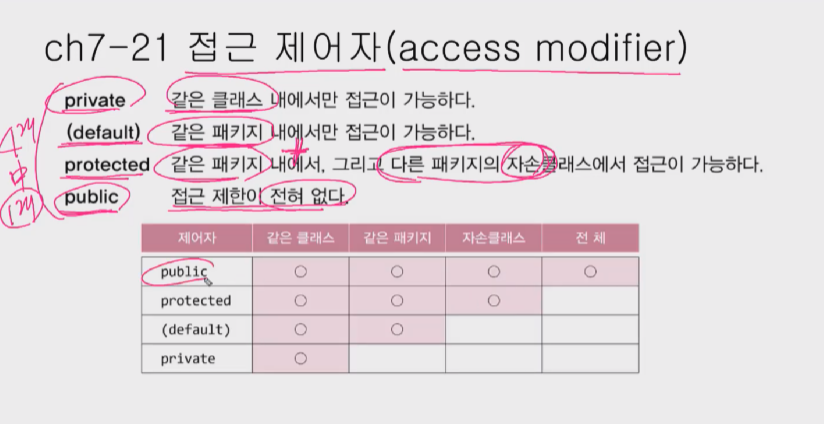 ch7-21 접근 제어자(access modifier)
private 같은 클래스 내에서만 접근이 가능하다.
(default) 같은 패키지 내에서만 접근이 가능하다.
protected 같은 패키지 내에서, 그리고 다른 패키지의 자손클래스에서 접근이 가능하다.
public 접근 제한이 전혀 없다.
4개
中
1개
제어자 같은 클래스 같은 패키지 자손클래스 전 체
public ○ ○ ○ ○
protected ○ ○ ○
(default) ○ ○
private ○